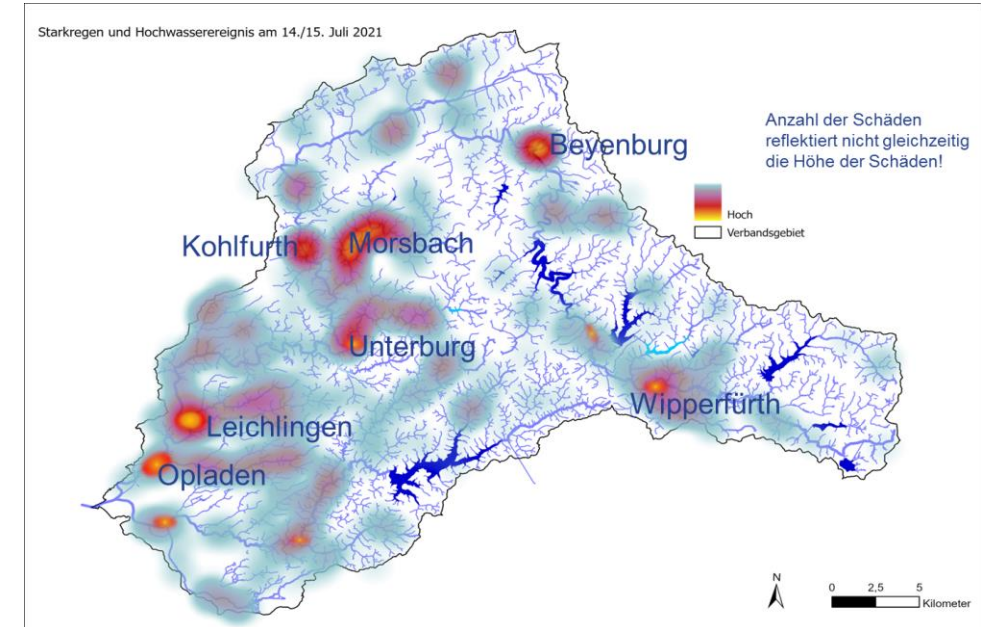 Starkregen und Hochwasserereignis am 14./15. Juli 2021
Anzahl der Schäden
reflektiert nicht gleichzeitig
die Höhe der Schäden!
Beyenburg
Hoch
Verbandsgebiet
Kohlfurth
Morsbach
Unterburg
Wipperfürth
Leichlingen
Opladen
N
0 2,5 5
Kilometer